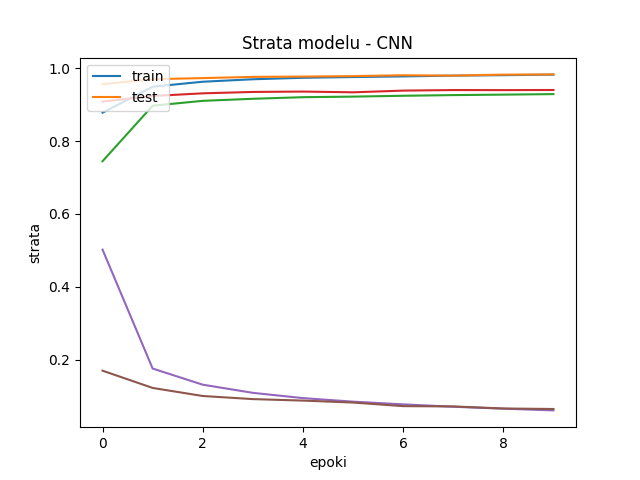 Strata modelu - CNN
train
test
strata
1.0
0.8
0.6
0.4
0.2
0 2 4 6 8
epoki